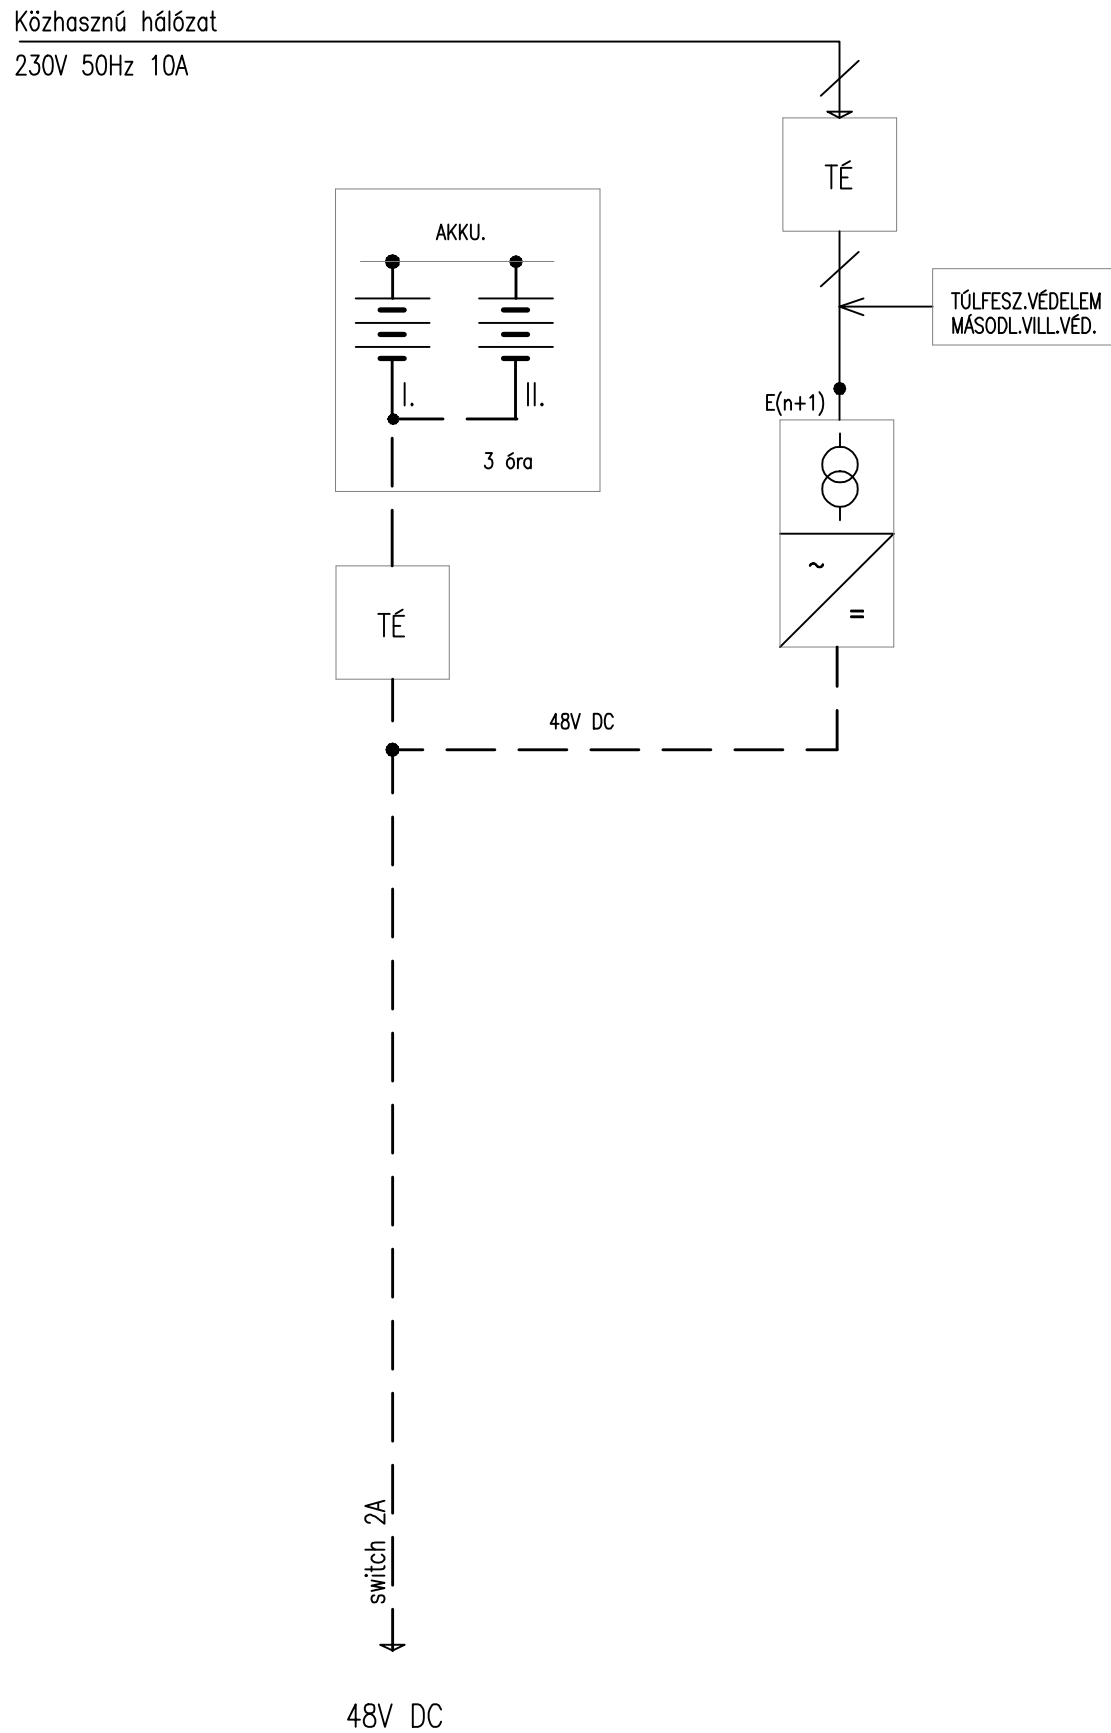 Közhasznú hálózat
230V 50Hz 10A
TÉ
AKKU.
TÚLFESZ.VÉDELEM
MÁSODL.VILL.VÉD.
I.
II.
E(n+1)
3 óra
~
=
TÉ
48V DC
switch 2A
48V DC